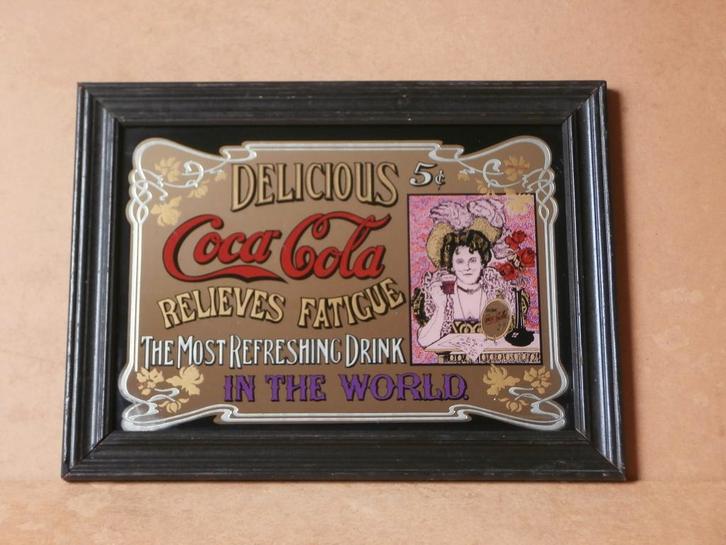 DELICIOUS 5¢
Coca-Cola
RELIEVES FATIGUE
THE MOST REFRESHING DRINK
IN THE WORLD.